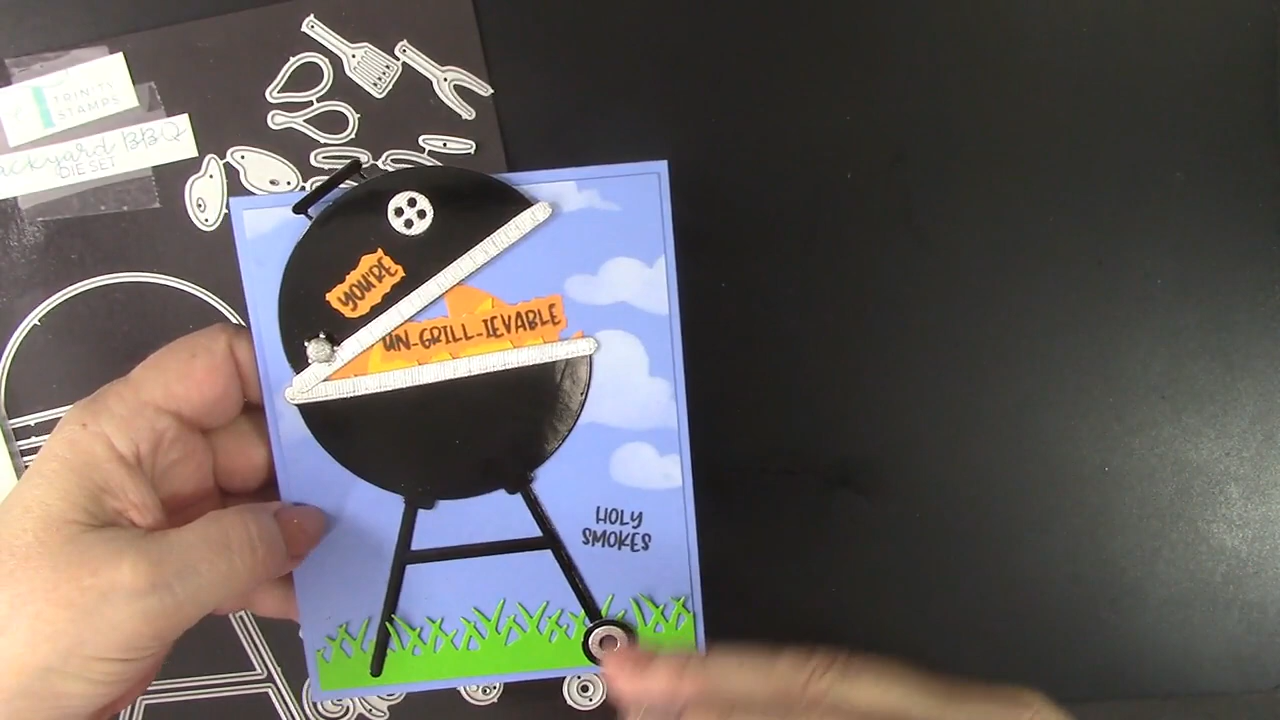 TRINITY
STAMPS
ackyard BBQ
DIE SET
YOU'RE
UN-GRILL-IEVABLE
HOLY
SMOKES